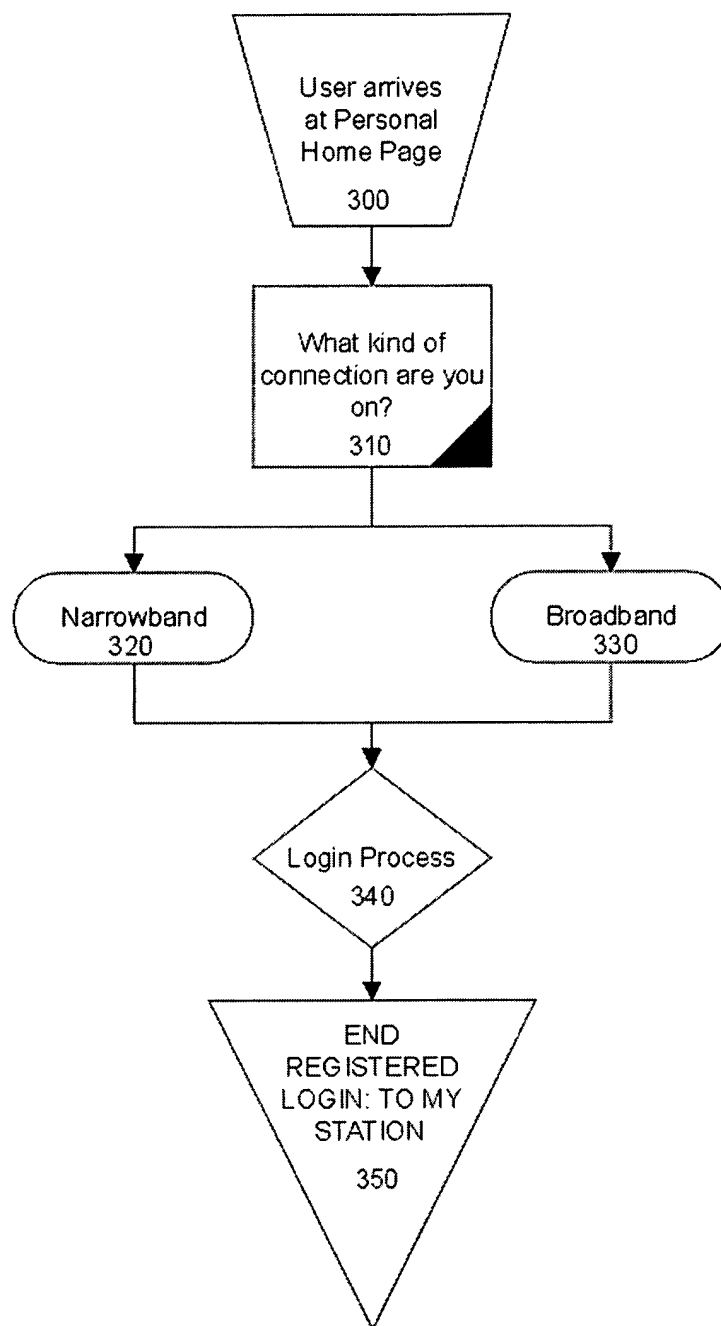 User arrives
at Personal
Home Page
300
What kind of
connection are you
on?
310
Narrowband
320
Broadband
330
Login Process
340
END
REGISTERED
LOGIN: TO MY
STATION
350